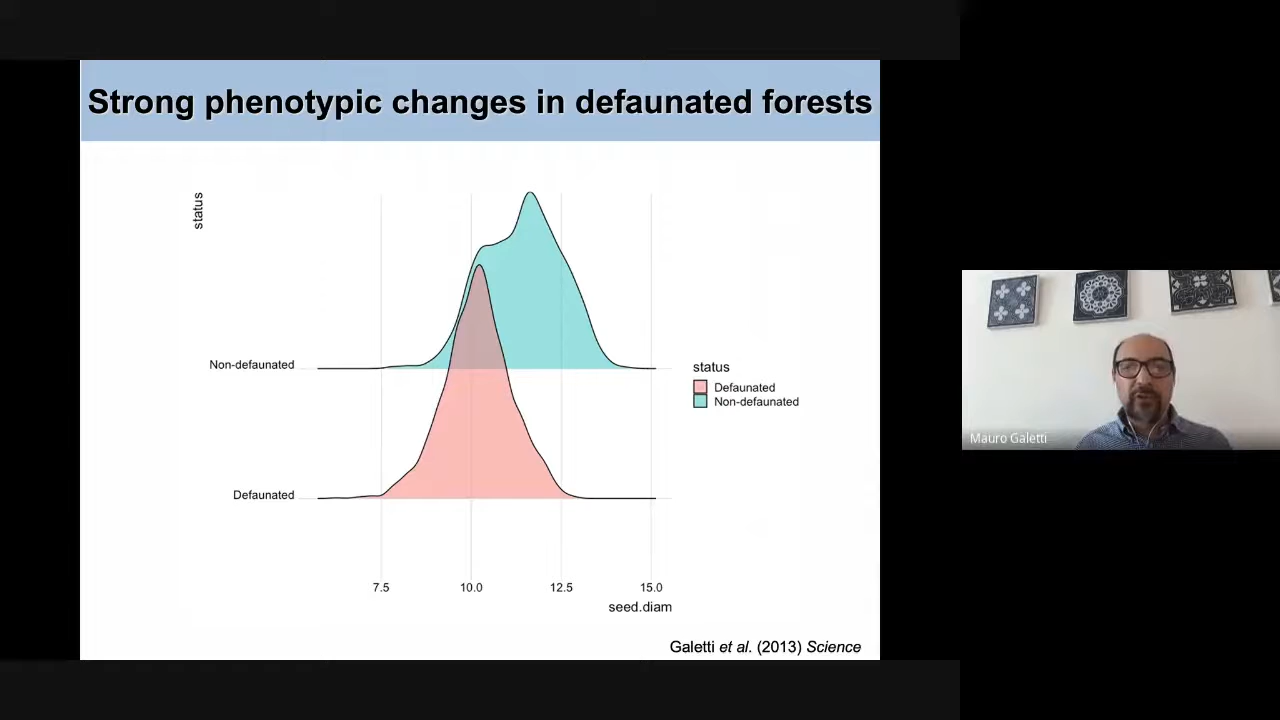 Strong phenotypic changes in defaunated forests
status
Non-defaunated
Defaunated
status
Defaunated
Non-defaunated
7.5 10.0 12.5 15.0
seed.diam
Galetti et al. (2013) Science
Mauro Galetti